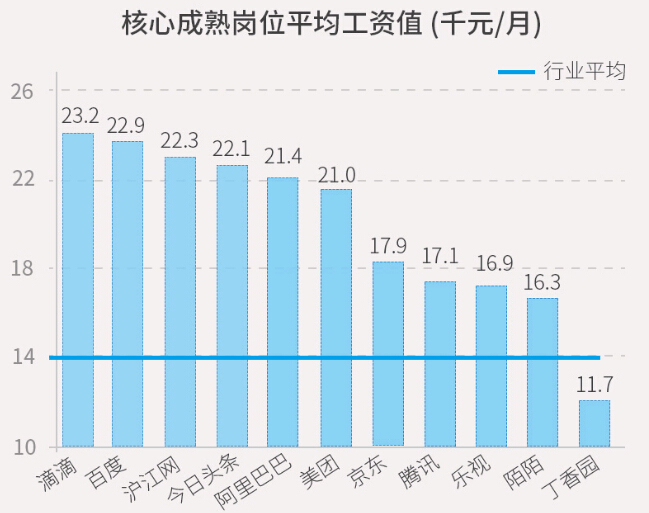 核心成熟岗位平均工资值 (千元/月)
行业平均
26
22
18
14
10
23.2
22.9
22.3
22.1
21.4
21.0
17.9
17.1
16.9
16.3
11.7
滴滴
百度
沪江网
今日头条
阿里巴巴
美团
京东
腾讯
乐视
陌陌
丁香园